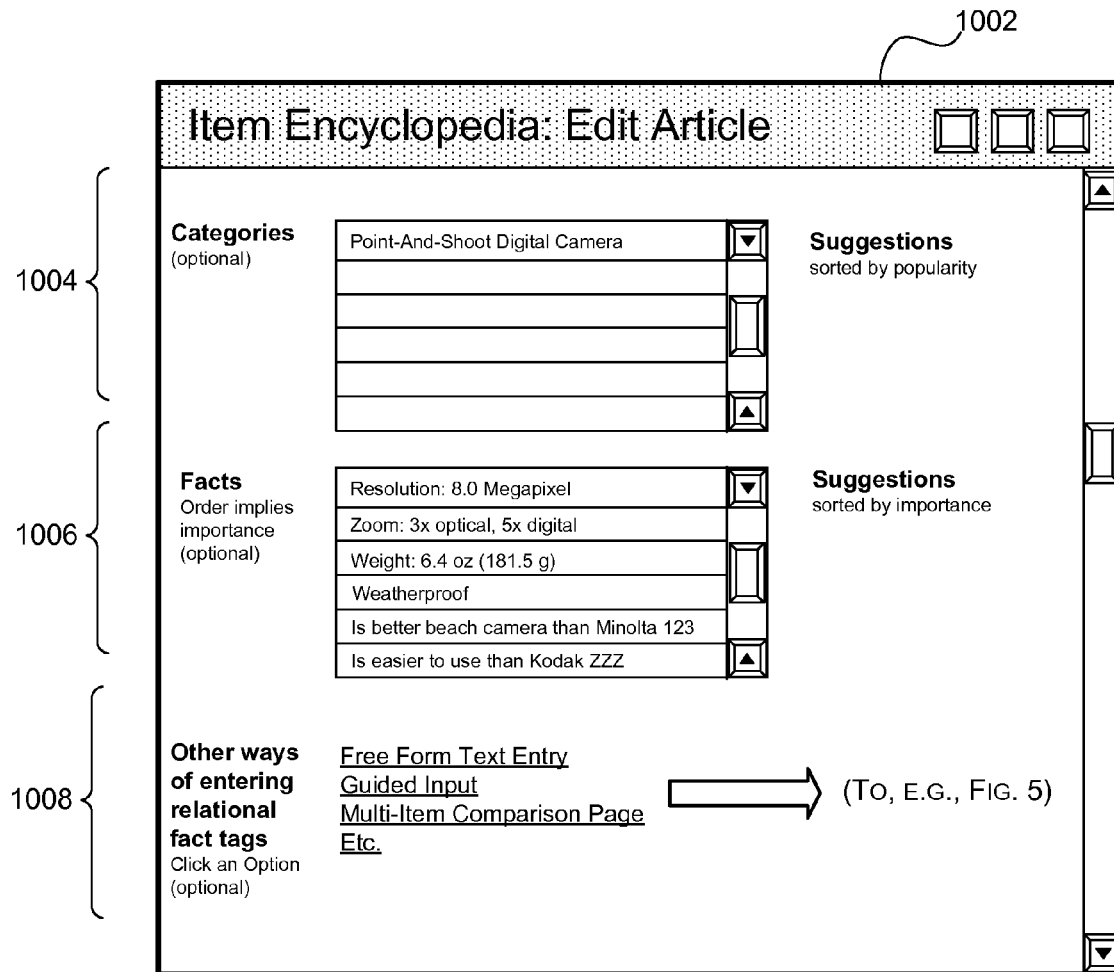 1002
Item Encyclopedia: Edit Article
1004
Categories
(optional)
Point-And-Shoot Digital Camera
Suggestions
sorted by popularity
1006
Facts
Order implies
importance
(optional)
Resolution: 8.0 Megapixel
Zoom: 3x optical, 5x digital
Weight: 6.4 oz (181.5 g)
Weatherproof
Is better beach camera than Minolta 123
Is easier to use than Kodak ZZZ
Suggestions
sorted by importance
1008
Other ways
of entering
relational
fact tags
Click an Option
(optional)
Free Form Text Entry
Guided Input
Multi-Item Comparison Page
Etc.
(TO, E.G., FIG. 5)